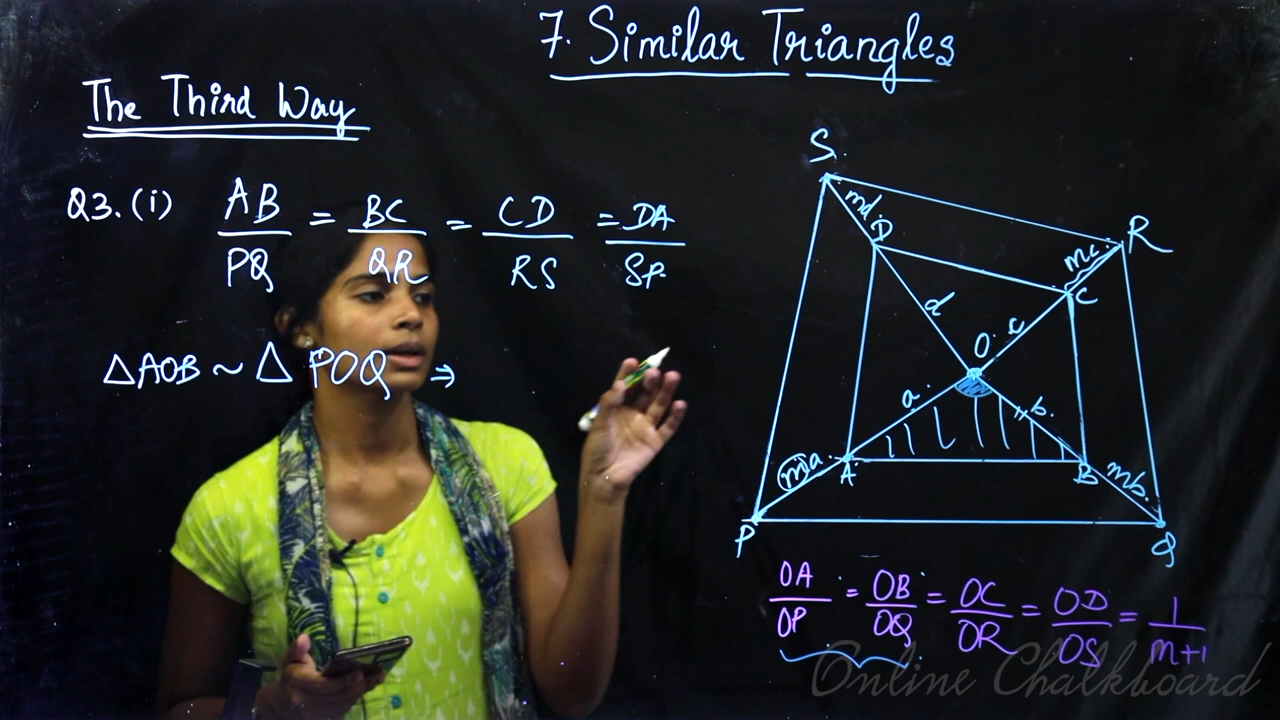 7. Similar Triangles
The Third Way
Q3. (i) AB/PQ = BC/QR = CD/RS = DA/SP
ΔAOB ~ Δ POQ ⇒
S
md
D
R
mc
C
d
O
c
a
b
ma
A
B
mb
P
Q
OA/OP = OB/OQ = OC/OR = OD/OS = 1/m+1
Online Chalkboard